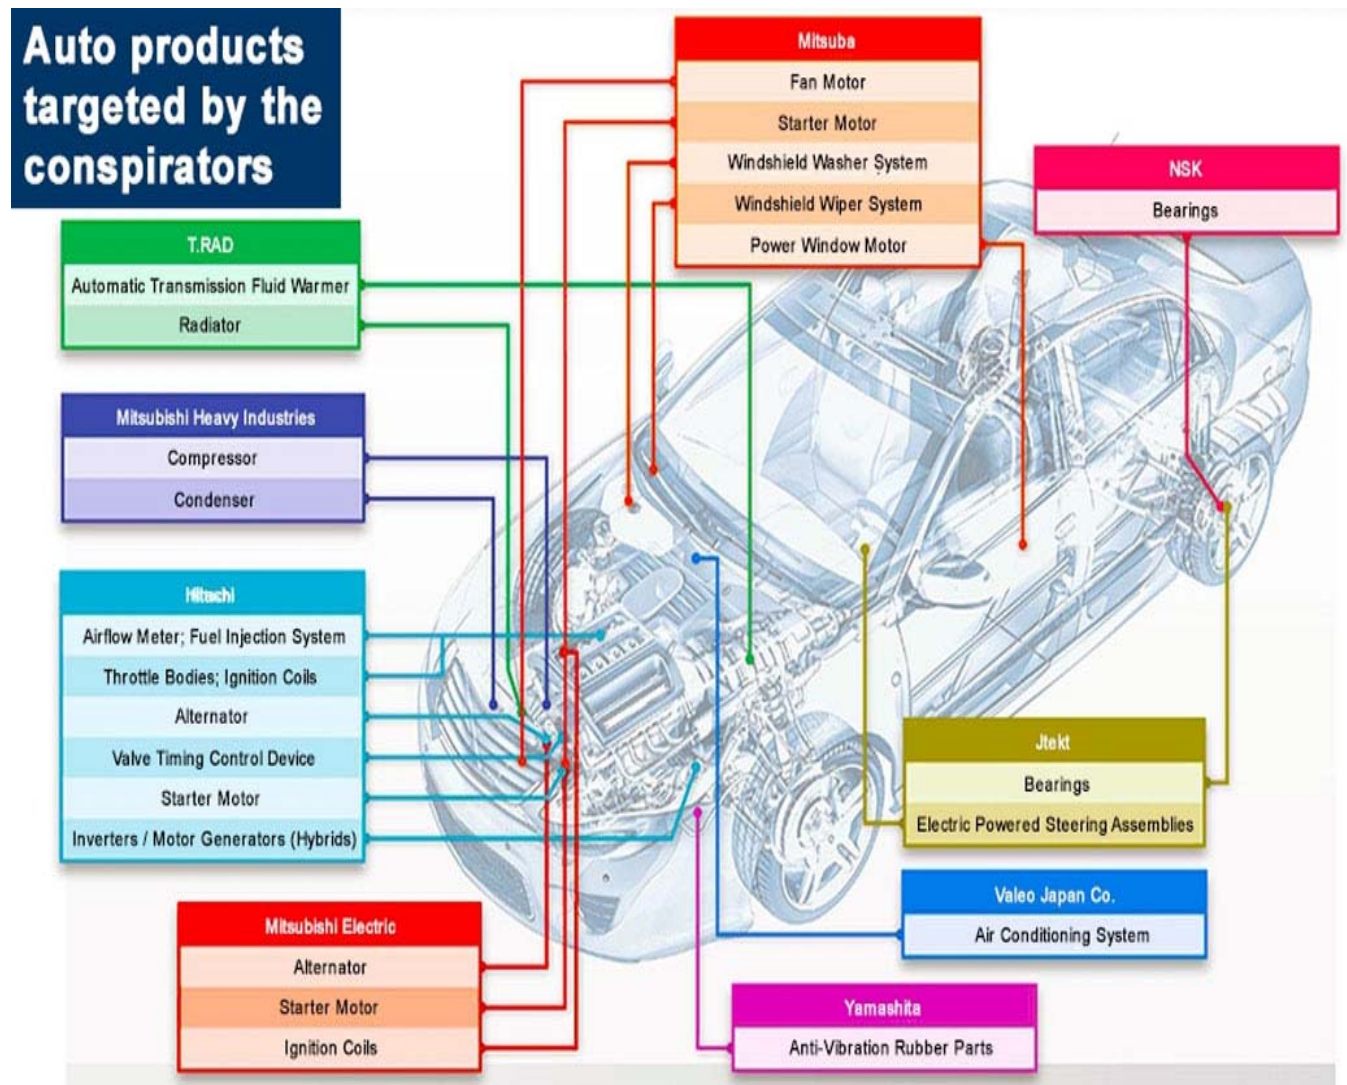 Auto products
targeted by the
conspirators
Mitsuba
Fan Motor
Starter Motor
Windshield Washer System
Windshield Wiper System
Power Window Motor
NSK
Bearings
T.RAD
Automatic Transmission Fluid Warmer
Radiator
Mitsubishi Heavy Industries
Compressor
Condenser
Hitachi
Airflow Meter; Fuel Injection System
Throttle Bodies; Ignition Coils
Alternator
Valve Timing Control Device
Starter Motor
Inverters / Motor Generators (Hybrids)
Jtekt
Bearings
Electric Powered Steering Assemblies
Valeo Japan Co.
Air Conditioning System
Mitsubishi Electric
Alternator
Starter Motor
Ignition Coils
Yamashita
Anti-Vibration Rubber Parts